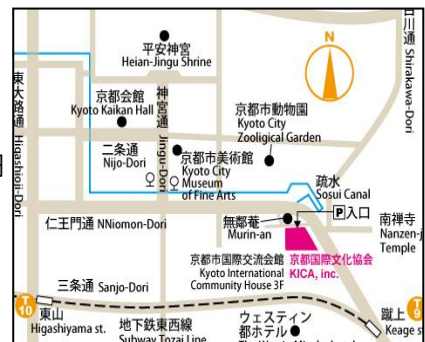 平安神宮
Heian-Jingu Shrine
N
白川通 Shirakawa-Dori
東大路通 Higashioji-Dori
京都会館
Kyoto Kaikan Hall
神宮通 Jingu-Dori
京都市動物園
Kyoto City
Zooligical Garden
二条通
Nijo-Dori
京都市美術館
Kyoto City
Museum
of Fine Arts
疏水
Sosui Canal
P入口
仁王門通 NNiomon-Dori
無鄰菴
Murin-an
南禅寺
Nanzen-j
Temple
京都市国際交流会館
Kyoto International
Community House 3F
京都国際文化協会
KICA, inc.
三条通 Sanjo-Dori
T10
東山
Higashiyama st.
地下鉄東西線
Subway Tozai Line
ウェスティン
都ホテル
T9
蹴上
Keage s